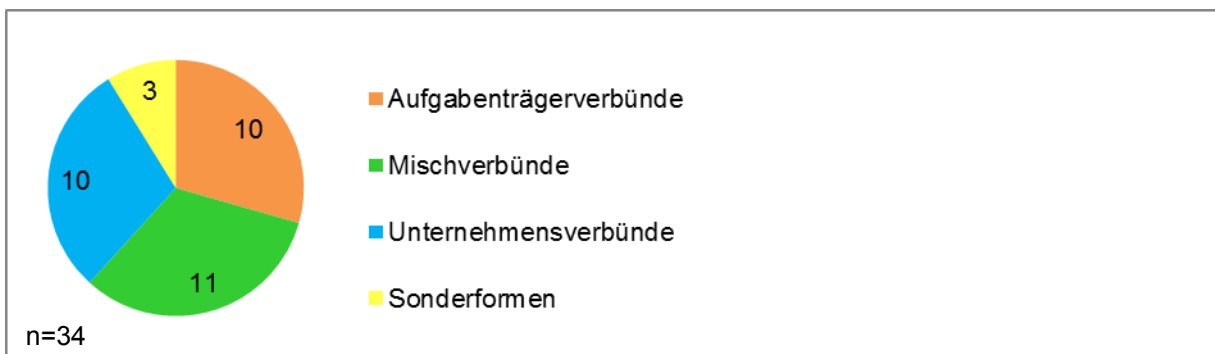 3
10
10
11
n=34
Aufgabenträgerverbünde
Mischverbünde
Unternehmensverbünde
Sonderformen